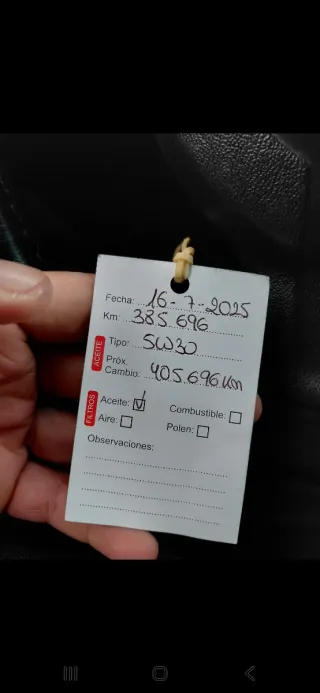 Fecha: 16-7-2025
Km: 385.696
ACEITE
Tipo: 5W30
Próx.
Cambio: 405.696 Km
FILTROS
Aceite: ☑ Combustible: ☐
Aire: ☐ Polen: ☐
Observaciones: